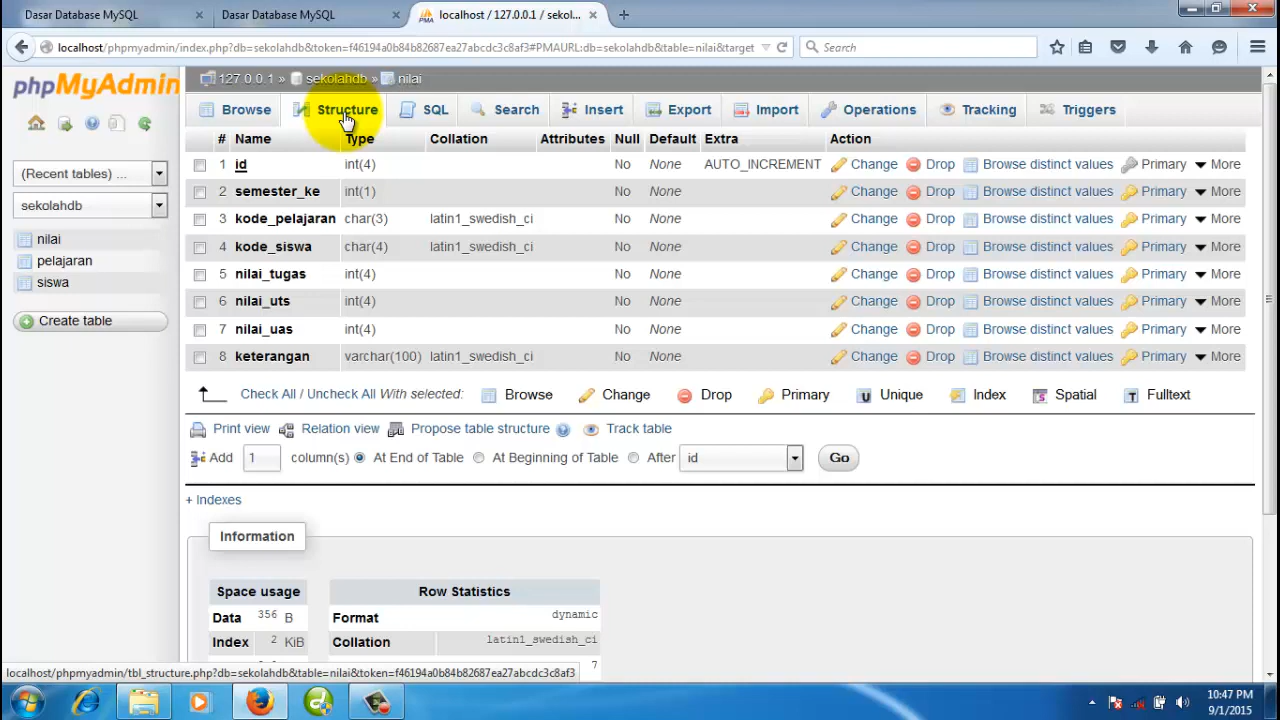 Dasar Database MySQL × Dasar Database MySQL × localhost / 127.0.0.1 / sekol... × +
localhost/phpmyadmin/index.php?db=sekolahdb&token=f46194a0b84b82687ea27abcdc3c8af3#PMAURL:db=sekolahdb&table=nilai&target Search
phpMyAdmin
(Recent tables) ...
sekolahdb
nilai
pelajaran
siswa
Create table
127.0.0.1 » sekolahdb » nilai
Browse Structure SQL Search Insert Export Import Operations Tracking Triggers
# Name Type Collation Attributes Null Default Extra Action
1 id int(4) No None AUTO_INCREMENT Change Drop Browse distinct values Primary More
2 semester_ke int(1) No None Change Drop Browse distinct values Primary More
3 kode_pelajaran char(3) latin1_swedish_ci No None Change Drop Browse distinct values Primary More
4 kode_siswa char(4) latin1_swedish_ci No None Change Drop Browse distinct values Primary More
5 nilai_tugas int(4) No None Change Drop Browse distinct values Primary More
6 nilai_uts int(4) No None Change Drop Browse distinct values Primary More
7 nilai_uas int(4) No None Change Drop Browse distinct values Primary More
8 keterangan varchar(100) latin1_swedish_ci No None Change Drop Browse distinct values Primary More
Check All / Uncheck All With selected: Browse Change Drop Primary Unique Index Spatial Fulltext
Print view Relation view Propose table structure Track table
Add 1 column(s) At End of Table At Beginning of Table After id Go
+ Indexes
Information
Space usage
Data 356 B
Index 2 KiB
Row Statistics
Format dynamic
Collation latin1_swedish_ci
7
localhost/phpmyadmin/tbl_structure.php?db=sekolahdb&table=nilai&token=f46194a0b84b82687ea27abcdc3c8af3
10:47 PM
9/1/2015